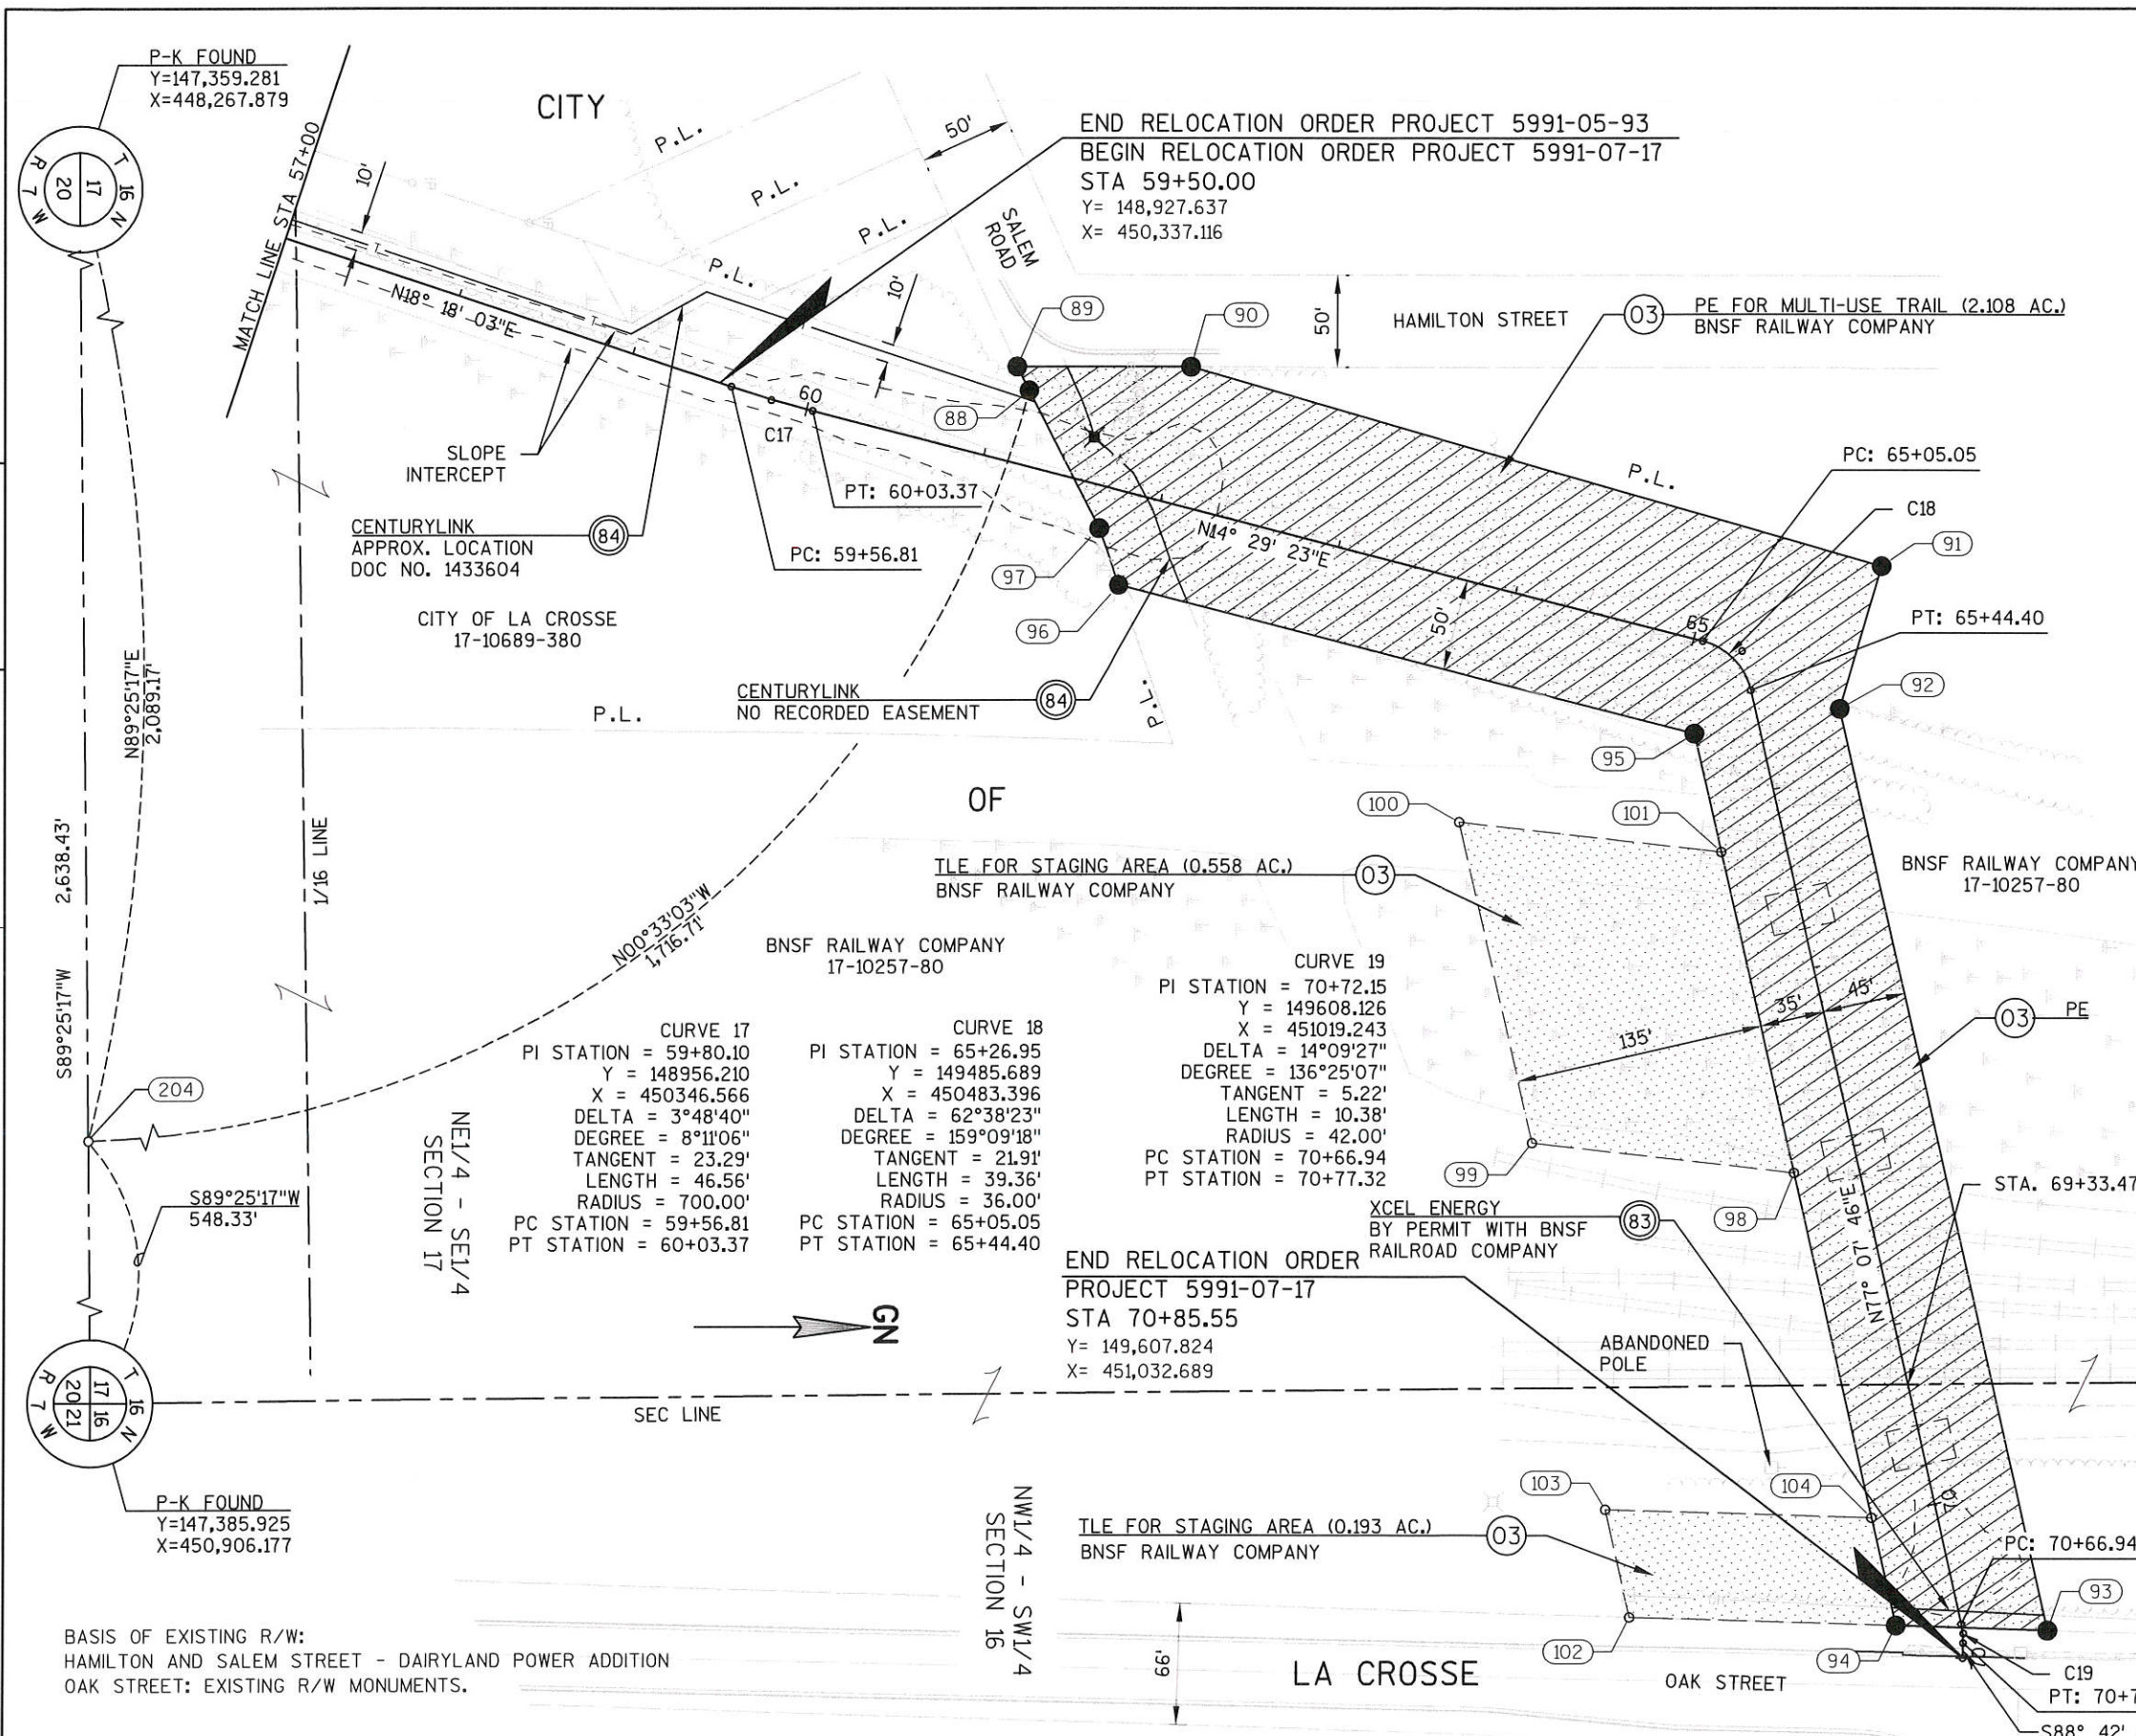 P-K FOUND
Y=147,359.281
X=448,267.879
T 16 N
R 7 W
17
20
MATCH LINE STA 57+00
10'
CITY
P.L.
P.L.
P.L.
P.L.
50'
SALEM
ROAD
10'
END RELOCATION ORDER PROJECT 5991-05-93
BEGIN RELOCATION ORDER PROJECT 5991-07-17
STA 59+50.00
Y= 148,927.637
X= 450,337.116
N18° 18' 03"E
89
90
50'
HAMILTON STREET
03
PE FOR MULTI-USE TRAIL (2.108 AC.)
BNSF RAILWAY COMPANY
88
60
C17
SLOPE
INTERCEPT
PT: 60+03.37
PC: 59+56.81
CENTURYLINK
APPROX. LOCATION
DOC NO. 1433604
84
CITY OF LA CROSSE
17-10689-380
P.L.
PC: 65+05.05
C18
91
N14° 29' 23"E
97
96
50'
65
PT: 65+44.40
92
CENTURYLINK
NO RECORDED EASEMENT
84
P.L.
P.L.
95
N89°25'17"E
2,089.17'
2,638.43'
S89°25'17"W
1/16 LINE
OF
100
101
TLE FOR STAGING AREA (0.558 AC.)
BNSF RAILWAY COMPANY
03
BNSF RAILWAY COMPANY
17-10257-80
N00°33'03"W
1,716.71'
BNSF RAILWAY COMPANY
17-10257-80
135'
35'
45'
03
PE
204
S89°25'17"W
548.33'
NE1/4 - SE1/4
SECTION 17
CURVE 17
PI STATION = 59+80.10
Y = 148956.210
X = 450346.566
DELTA = 3°48'40"
DEGREE = 8°11'06"
TANGENT = 23.29'
LENGTH = 46.56'
RADIUS = 700.00'
PC STATION = 59+56.81
PT STATION = 60+03.37
CURVE 18
PI STATION = 65+26.95
Y = 149485.689
X = 450483.396
DELTA = 62°38'23"
DEGREE = 159°09'18"
TANGENT = 21.91'
LENGTH = 39.36'
RADIUS = 36.00'
PC STATION = 65+05.05
PT STATION = 65+44.40
CURVE 19
PI STATION = 70+72.15
Y = 149608.126
X = 451019.243
DELTA = 14°09'27"
DEGREE = 136°25'07"
TANGENT = 5.22'
LENGTH = 10.38'
RADIUS = 42.00'
PC STATION = 70+66.94
PT STATION = 70+77.32
99
98
N77° 07' 46"E
STA. 69+33.47
XCEL ENERGY
BY PERMIT WITH BNSF
RAILROAD COMPANY
83
END RELOCATION ORDER
PROJECT 5991-07-17
STA 70+85.55
Y= 149,607.824
X= 451,032.689
GN
ABANDONED
POLE
T 16 N
R 7 W
17 16
20 21
SEC LINE
P-K FOUND
Y=147,385.925
X=450,906.177
NW1/4 - SW1/4
SECTION 16
TLE FOR STAGING AREA (0.193 AC.)
BNSF RAILWAY COMPANY
03
103
104
70
PC: 70+66.94
93
102
94
66'
LA CROSSE
OAK STREET
C19
PT: 70+7
S88° 42'
BASIS OF EXISTING R/W:
HAMILTON AND SALEM STREET - DAIRYLAND POWER ADDITION
OAK STREET: EXISTING R/W MONUMENTS.